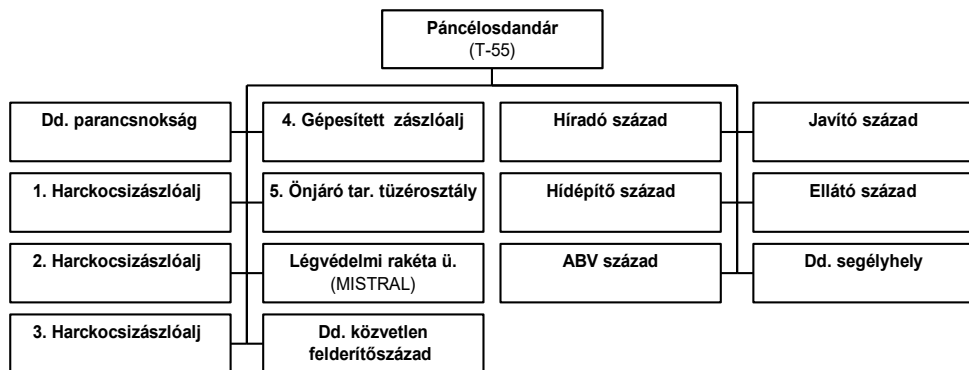 Páncélosdandár
(T-55)
Dd. parancsnokság
4. Gépesített zászlóalj
Híradó század
Javító század
1. Harckocsizászlóalj
5. Önjáró tar. tüzérosztály
Hídépítő század
Ellátó század
2. Harckocsizászlóalj
Légvédelmi rakéta ü.
(MISTRAL)
ABV század
Dd. segélyhely
3. Harckocsizászlóalj
Dd. közvetlen
felderítőszázad